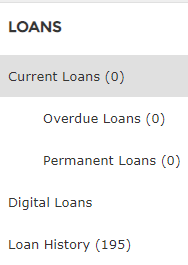 LOANS
Current Loans (0)
Overdue Loans (0)
Permanent Loans (0)
Digital Loans
Loan History (195)